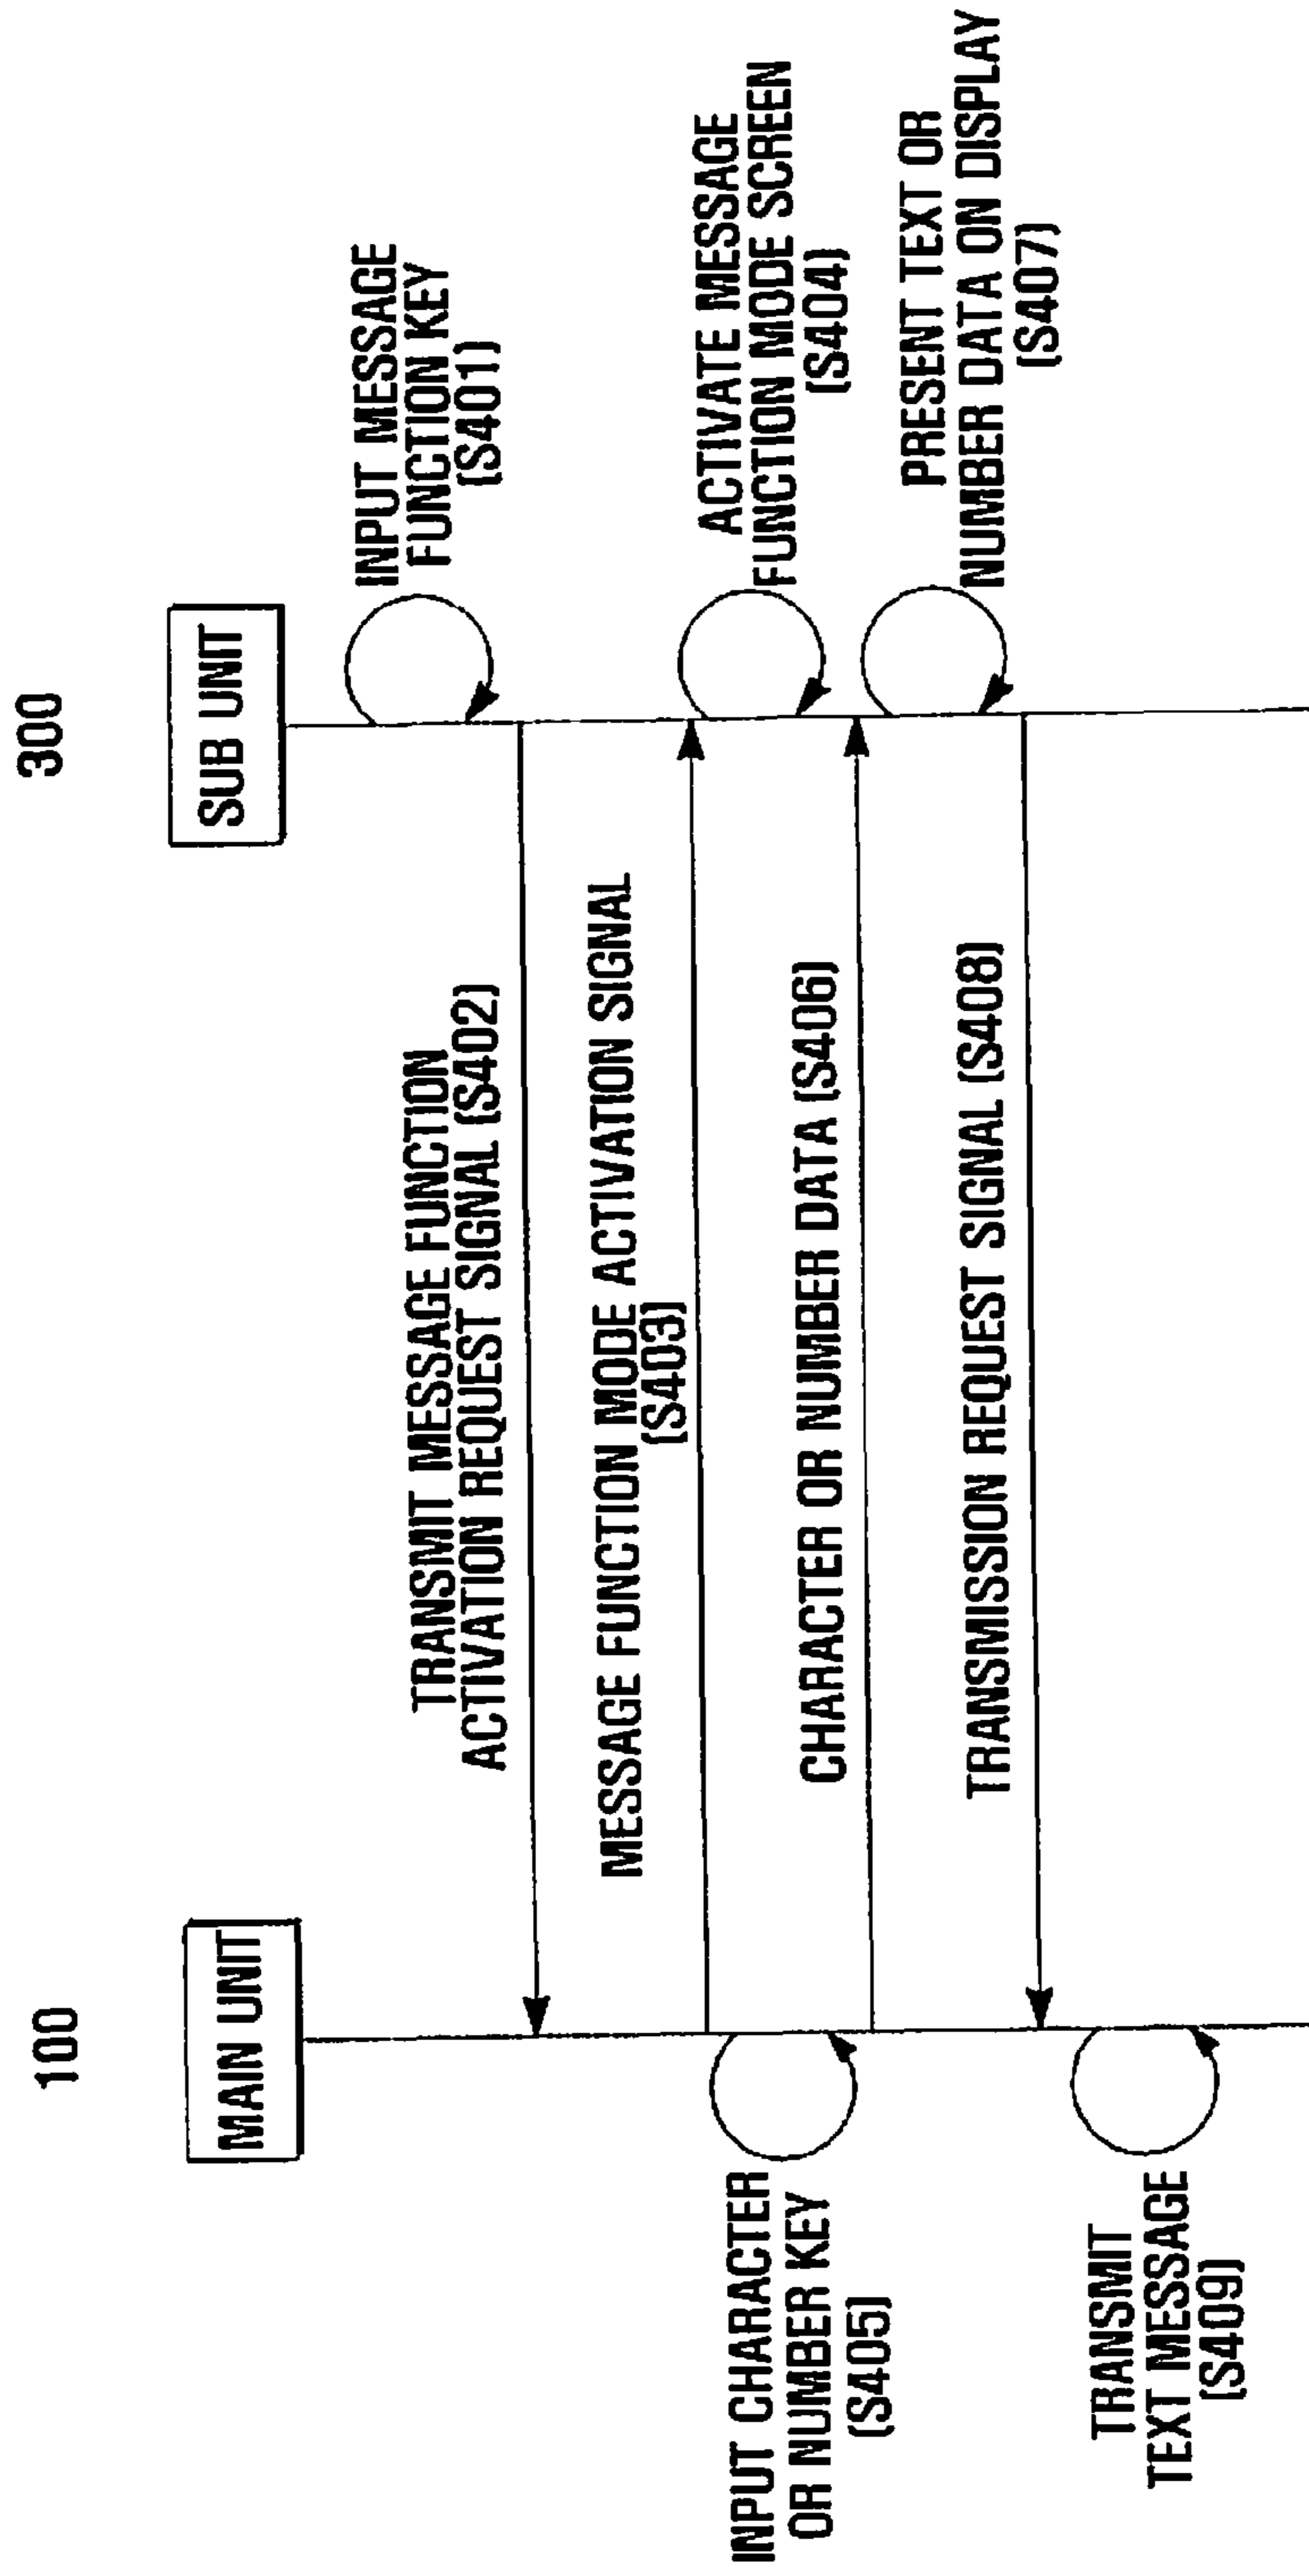 100
300
MAIN UNIT
SUB UNIT
INPUT MESSAGE
FUNCTION KEY
(S401)
TRANSMIT MESSAGE FUNCTION
ACTIVATION REQUEST SIGNAL (S402)
MESSAGE FUNCTION MODE ACTIVATION SIGNAL
(S403)
ACTIVATE MESSAGE
FUNCTION MODE SCREEN
(S404)
INPUT CHARACTER
OR NUMBER KEY
(S405)
CHARACTER OR NUMBER DATA (S406)
PRESENT TEXT OR
NUMBER DATA ON DISPLAY
(S407)
TRANSMISSION REQUEST SIGNAL (S408)
TRANSMIT
TEXT MESSAGE
(S409)